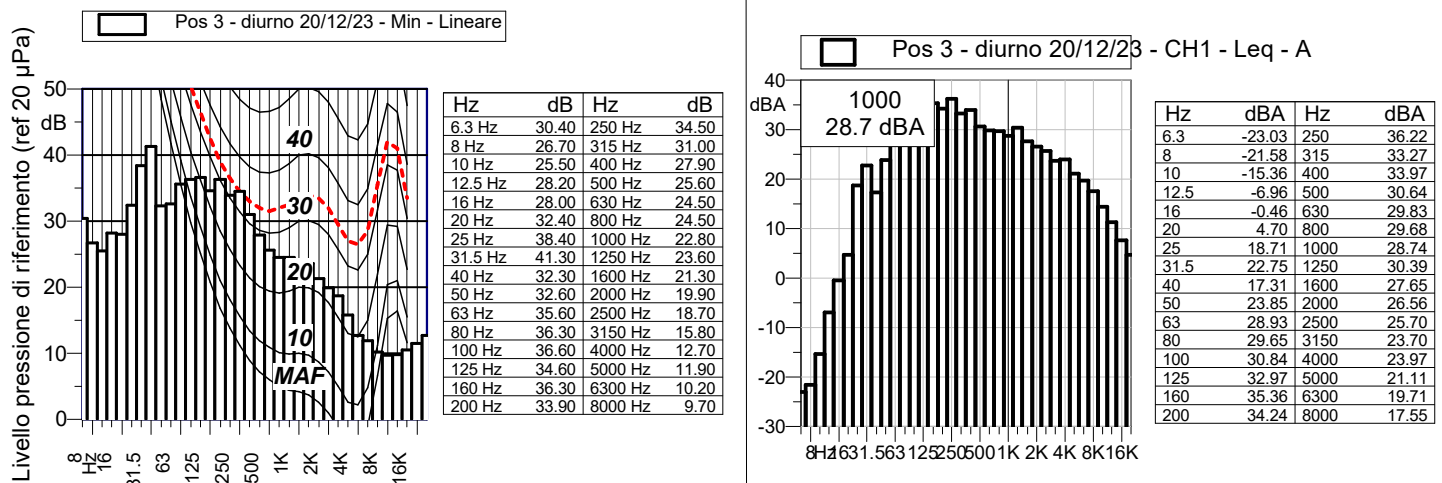 Pos 3 - diurno 20/12/23 - Min - Lineare
Livello pressione di riferimento (ref 20 µPa)
50
dB
40
30
20
10
0
40
30
20
10
MAF
8 Hz 16 31.5 63 125 250 500 1K 2K 4K 8K 16K
Hz dB Hz dB
6.3 Hz 30.40 250 Hz 34.50
8 Hz 26.70 315 Hz 31.00
10 Hz 25.50 400 Hz 27.90
12.5 Hz 28.20 500 Hz 25.60
16 Hz 28.00 630 Hz 24.50
20 Hz 32.40 800 Hz 24.50
25 Hz 38.40 1000 Hz 22.80
31.5 Hz 41.30 1250 Hz 23.60
40 Hz 32.30 1600 Hz 21.30
50 Hz 32.60 2000 Hz 19.90
63 Hz 35.60 2500 Hz 18.70
80 Hz 36.30 3150 Hz 15.80
100 Hz 36.60 4000 Hz 12.70
125 Hz 34.60 5000 Hz 11.90
160 Hz 36.30 6300 Hz 10.20
200 Hz 33.90 8000 Hz 9.70
Pos 3 - diurno 20/12/23 - CH1 - Leq - A
40
dBA
30
20
10
0
-10
-20
-30
1000
28.7 dBA
8 Hz 16 31.5 63 125 250 500 1K 2K 4K 8K 16K
Hz dBA Hz dBA
6.3 -23.03 250 36.22
8 -21.58 315 33.27
10 -15.36 400 33.97
12.5 -6.96 500 30.64
16 -0.46 630 29.83
20 4.70 800 29.68
25 18.71 1000 28.74
31.5 22.75 1250 30.39
40 17.31 1600 27.65
50 23.85 2000 26.56
63 28.93 2500 25.70
80 29.65 3150 23.70
100 30.84 4000 23.97
125 32.97 5000 21.11
160 35.36 6300 19.71
200 34.24 8000 17.55